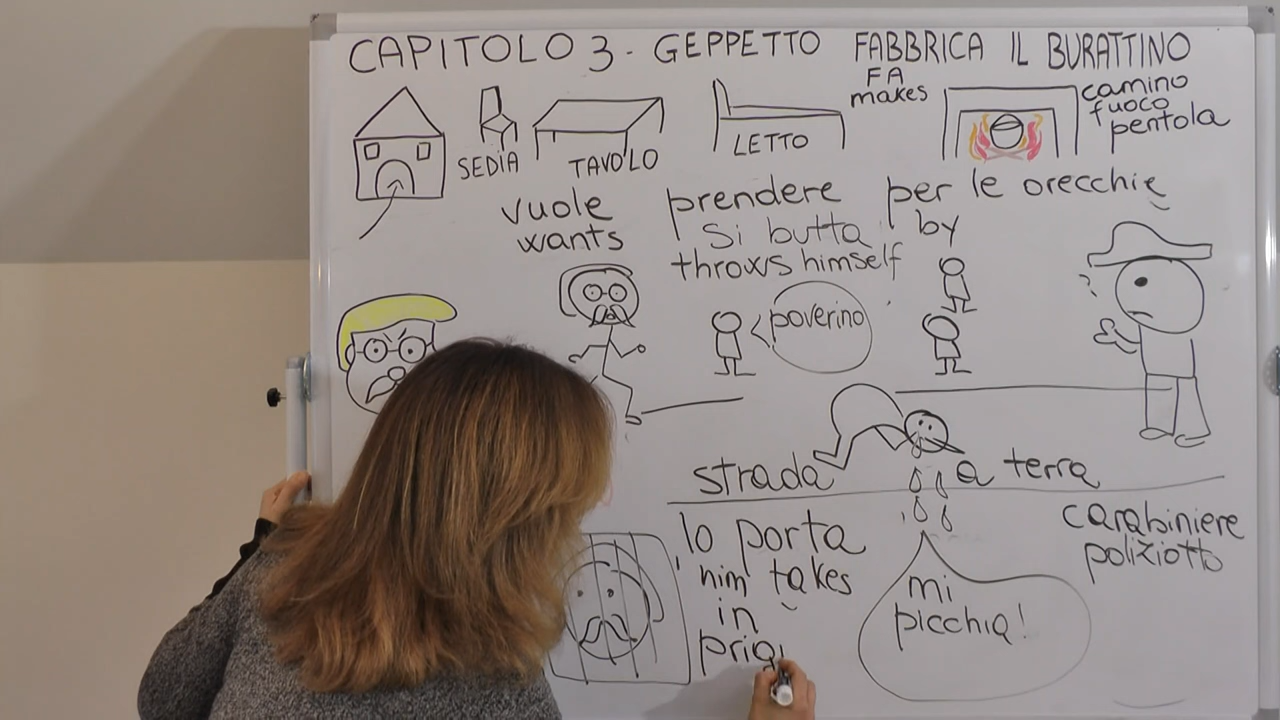 CAPITOLO 3 - GEPPETTO FABBRICA IL BURATTINO
FA
makes
camino
fuoco
pentola
SEDIA
TAVOLO
LETTO
vuole
wants
prendere
si butta
throws himself
per le orecchie
by
poverino
strada
a terra
lo porta
him takes
in
carabiniere
poliziotto
mi
picchia!